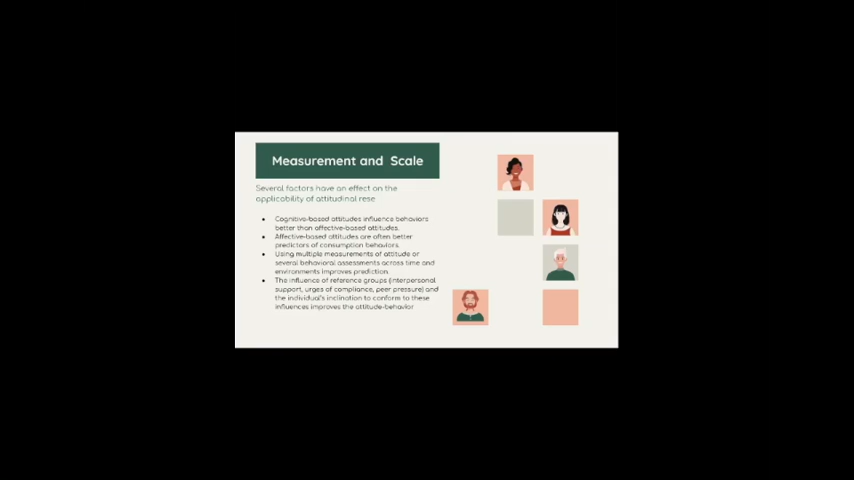 Measurement and Scale
Several factors have an effect on the
applicability of attitudinal rese
● Cognitive-based attitudes influence behaviors
better than affective-based attitudes.
● Affective-based attitudes are often better
predictors of consumption behaviors.
● Using multiple measurements of attitude or
several behavioral assessments across time and
environments improves prediction.
● The influence of reference groups (interpersonal
support, urges of compliance, peer pressure) and
the individual's inclination to conform to these
influences improves the attitude-behavior